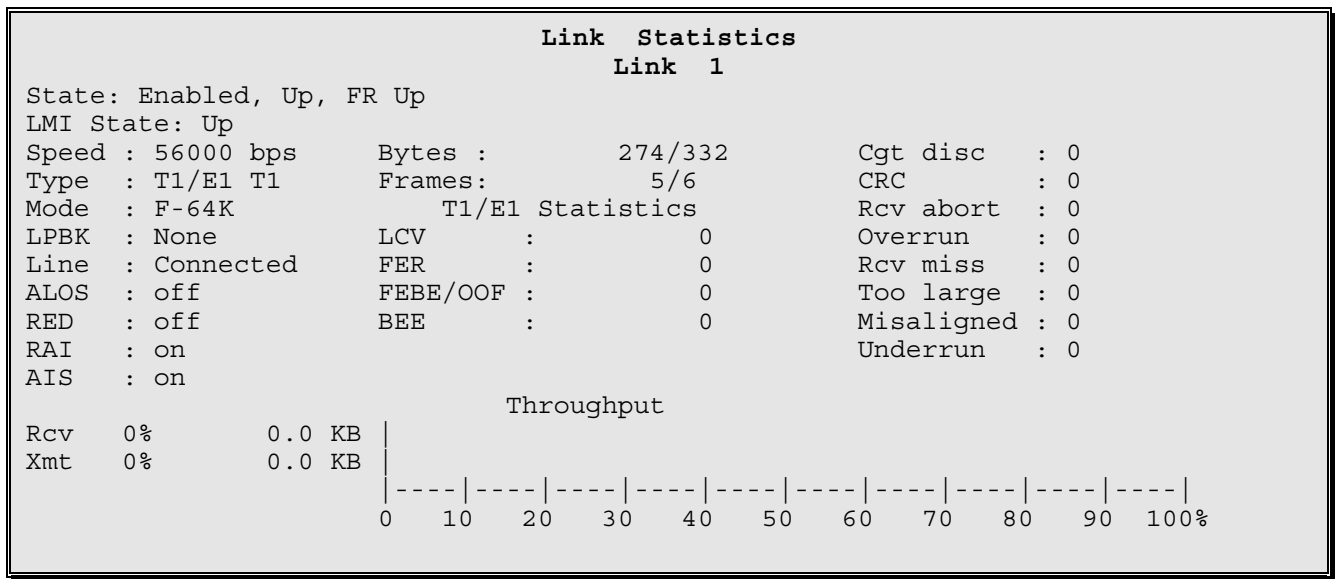 Link Statistics
Link 1
State: Enabled, Up, FR Up
LMI State: Up
Speed : 56000 bps Bytes : 274/332 Cgt disc : 0
Type : T1/E1 T1 Frames: 5/6 CRC : 0
Mode : F-64K T1/E1 Statistics Rcv abort : 0
LPBK : None LCV : 0 Overrun : 0
Line : Connected FER : 0 Rcv miss : 0
ALOS : off FEBE/OOF : 0 Too large : 0
RED : off BEE : 0 Misaligned : 0
RAI : on Underrun : 0
AIS : on
Throughput
Rcv 0% 0.0 KB |
Xmt 0% 0.0 KB |
|----|----|----|----|----|----|----|----|----|----|
0 10 20 30 40 50 60 70 80 90 100%